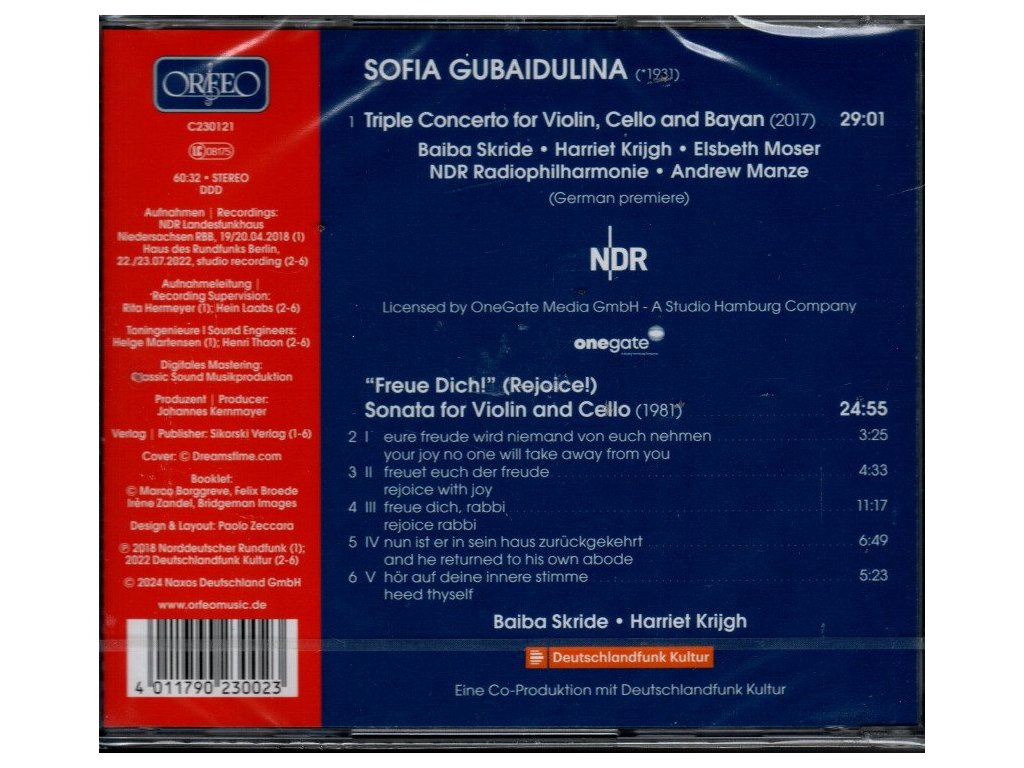 ORFEO
C230121
LC 08175
60:32 • STEREO
DDD
Aufnahmen | Recordings:
NDR Landesfunkhaus
Niedersachsen RBB, 19/20.04.2018 (1)
Haus des Rundfunks Berlin,
22./23.07.2022, studio recording (2-6)
Aufnahmeleitung |
Recording Supervision:
Rita Hermeyer (1); Hein Laabs (2-6)
Toningenieure I Sound Engineers:
Helge Martensen (1); Henri Thaon (2-6)
Digitales Mastering:
Classic Sound Musikproduktion
Produzent | Producer:
Johannes Kernmayer
Verlag | Publisher: Sikorski Verlag (1-6)
Cover: © Dreamstime.com
Booklet:
© Marco Borggreve, Felix Broede
Irène Zandel, Bridgeman Images
Design & Layout: Paolo Zeccara
℗ 2018 Norddeutscher Rundfunk (1);
2022 Deutschlandfunk Kultur (2-6)
© 2024 Naxos Deutschland GmbH
www.orfeomusic.de
4 011790 230023
SOFIA GUBAIDULINA (*1931)
1 Triple Concerto for Violin, Cello and Bayan (2017) 29:01
Baiba Skride • Harriet Krijgh • Elsbeth Moser
NDR Radiophilharmonie • Andrew Manze
(German premiere)
NDR
Licensed by OneGate Media GmbH - A Studio Hamburg Company
onegate
“Freue Dich!” (Rejoice!)
Sonata for Violin and Cello (1981) 24:55
2 I eure freude wird niemand von euch nehmen 3:25
your joy no one will take away from you
3 II freuet euch der freude 4:33
rejoice with joy
4 III freue dich, rabbi 11:17
rejoice rabbi
5 IV nun ist er in sein haus zurückgekehrt 6:49
and he returned to his own abode
6 V hör auf deine innere stimme 5:23
heed thyself
Baiba Skride • Harriet Krijgh
Deutschlandfunk Kultur
Eine Co-Produktion mit Deutschlandfunk Kultur